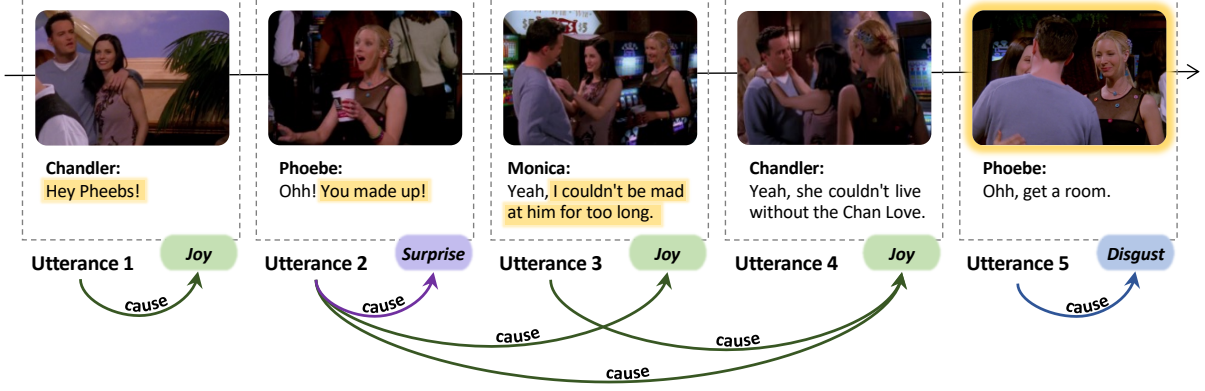 Chandler:
Hey Pheebs!
Phoebe:
Ohh! You made up!
Monica:
Yeah, I couldn't be mad
at him for too long.
Chandler:
Yeah, she couldn't live
without the Chan Love.
Phoebe:
Ohh, get a room.
Utterance 1
Joy
Utterance 2
Surprise
Utterance 3
Joy
Utterance 4
Joy
Utterance 5
Disgust
cause
cause
cause
cause
cause
cause